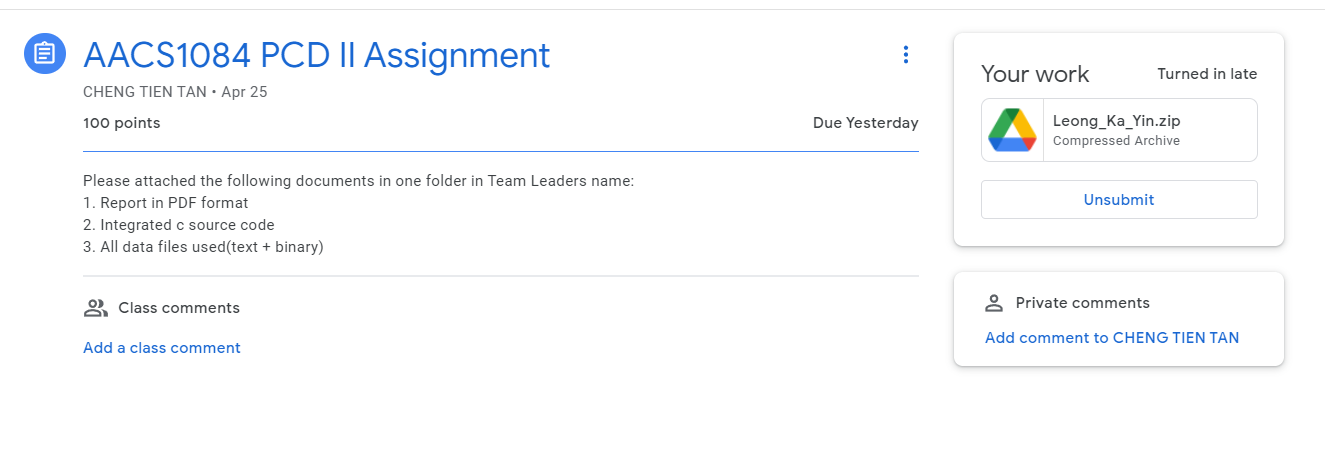 AACS1084 PCD II Assignment
CHENG TIEN TAN • Apr 25
100 points
Due Yesterday
Please attached the following documents in one folder in Team Leaders name:
1. Report in PDF format
2. Integrated c source code
3. All data files used(text + binary)
Class comments
Add a class comment
Your work
Turned in late
Leong_Ka_Yin.zip
Compressed Archive
Unsubmit
Private comments
Add comment to CHENG TIEN TAN